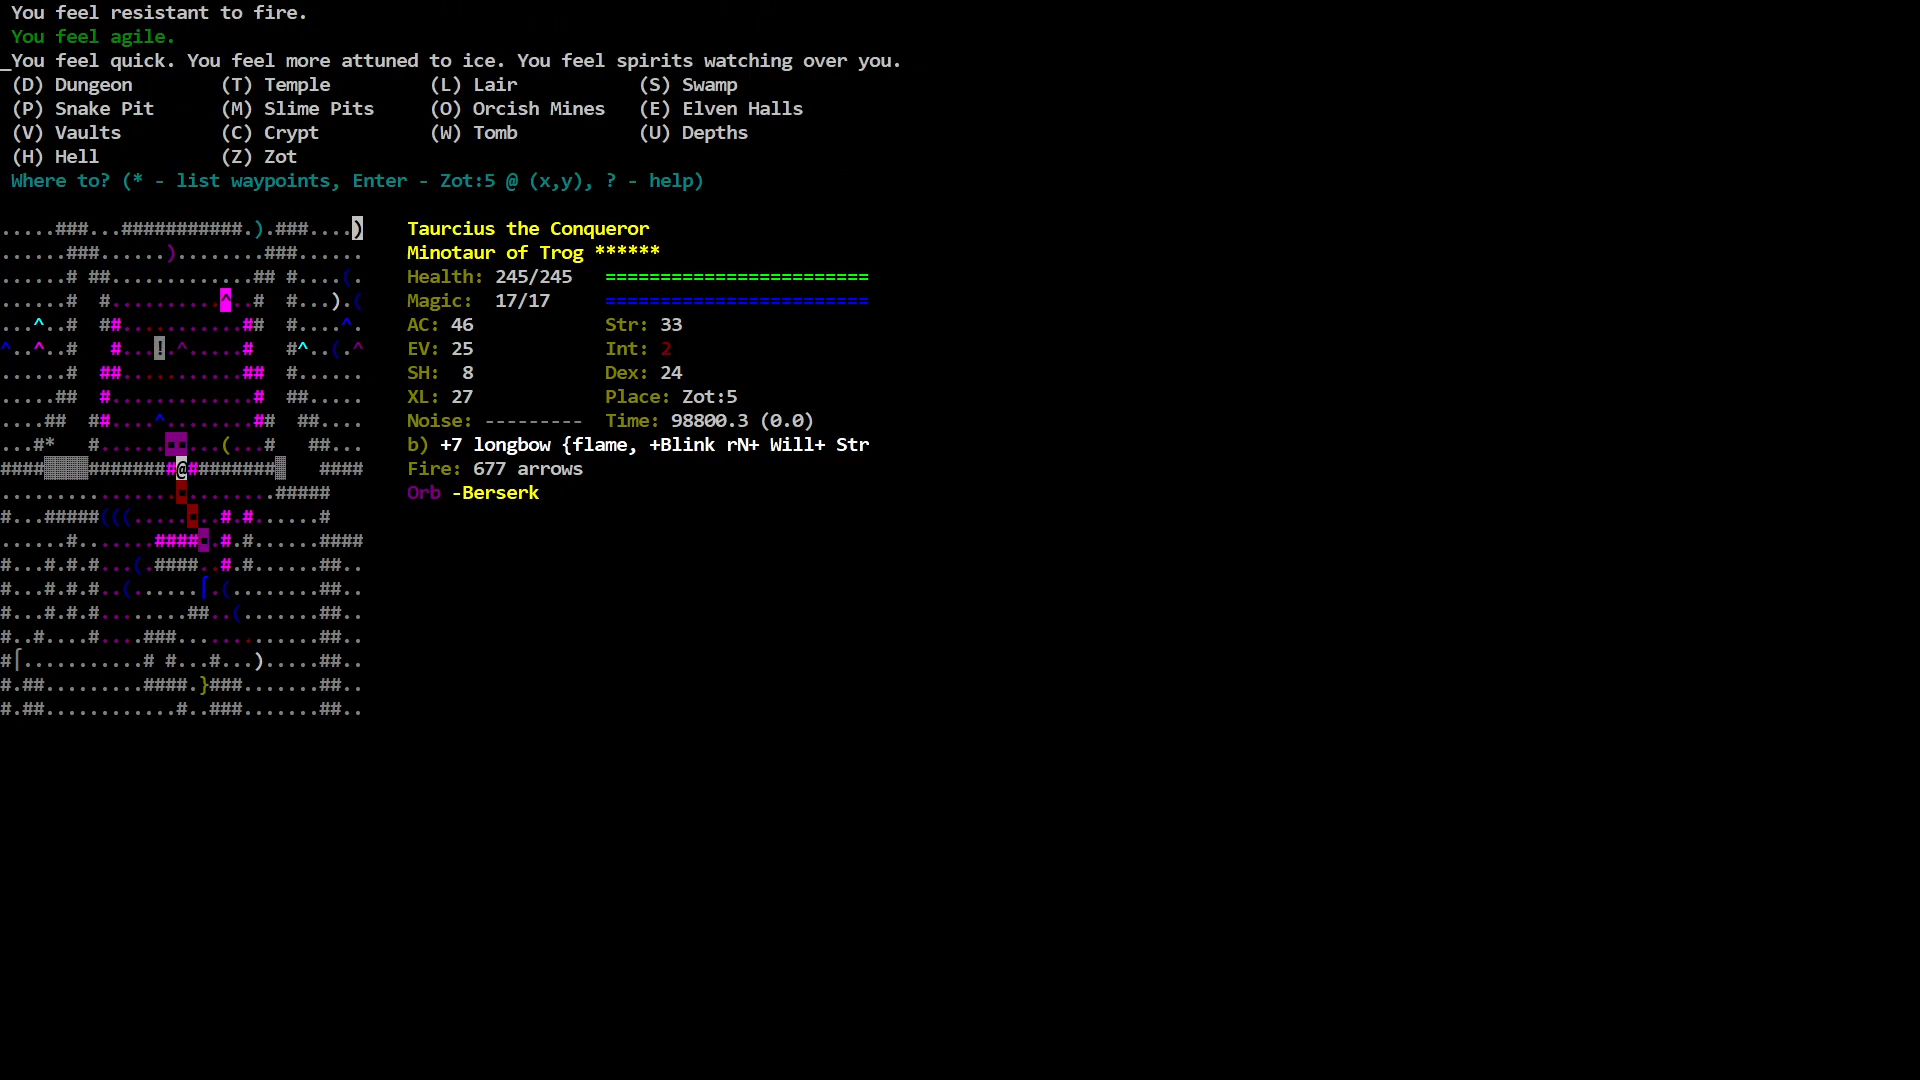 You feel resistant to fire.
You feel agile.
_You feel quick. You feel more attuned to ice. You feel spirits watching over you.
(D) Dungeon (T) Temple (L) Lair (S) Swamp
(P) Snake Pit (M) Slime Pits (O) Orcish Mines (E) Elven Halls
(V) Vaults (C) Crypt (W) Tomb (U) Depths
(H) Hell (Z) Zot
Where to? (* - list waypoints, Enter - Zot:5 @ (x,y), ? - help)
Taurcius the Conqueror
Minotaur of Trog ******
Health: 245/245 ========================
Magic: 17/17 ========================
AC: 46 Str: 33
EV: 25 Int: 2
SH: 8 Dex: 24
XL: 27 Place: Zot:5
Noise: --------- Time: 98800.3 (0.0)
b) +7 longbow {flame, +Blink rN+ Will+ Str
Fire: 677 arrows
Orb -Berserk